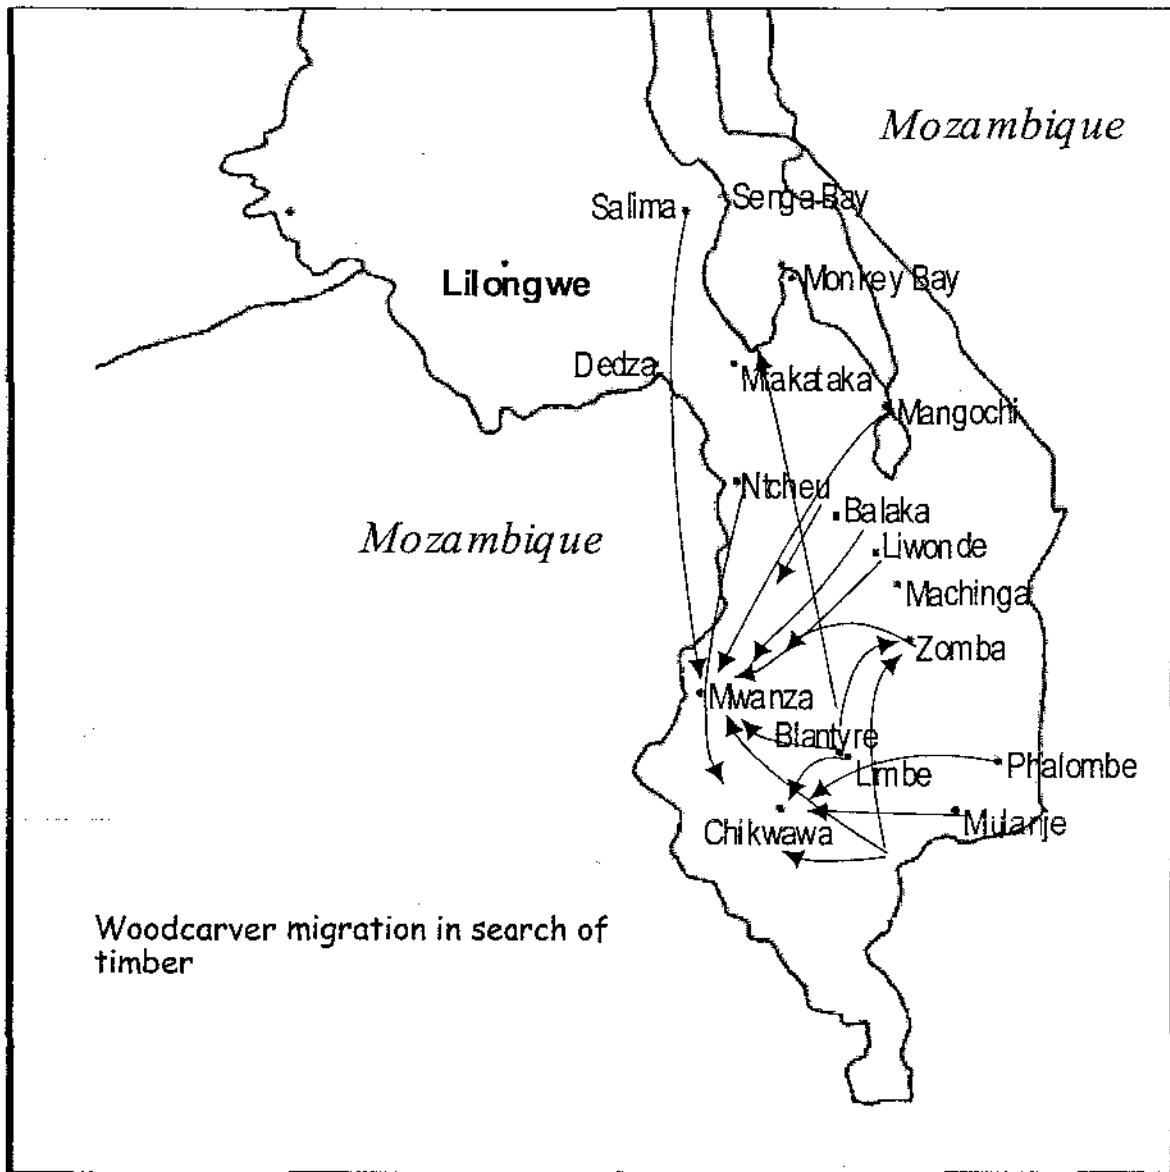 Mozambique
Senga-Bay
Salima
Monkey Bay
Lilongwe
Dedza
Mtakataka
Mangochi
Ntcheu
Balaka
Mozambique
Liwonde
Machinga
Zomba
Mwanza
Blantyre
Limbe
Phalombe
Mulanje
Chikwawa
Woodcarver migration in search of
timber